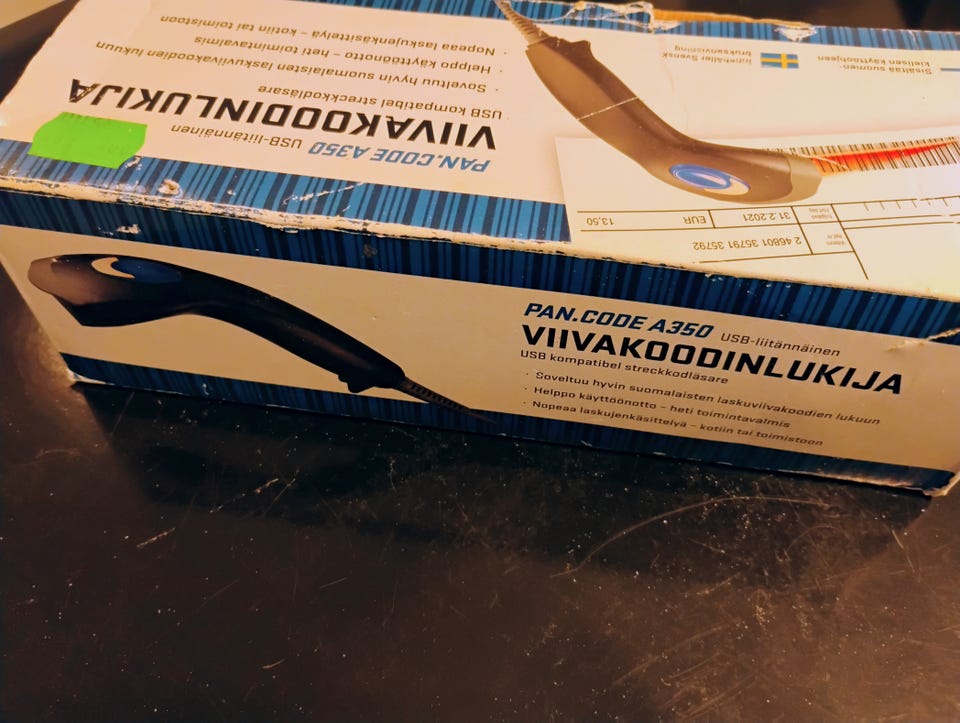 PAN.CODE A350 USB-liitännäinen
VIIVAKOODINLUKIJA
USB kompatibel streckkodläsare
· Soveltuu hyvin suomalaisten laskuviivakoodien lukuun
· Helppo käyttöönotto – heti toimintavalmis
· Nopeaa laskujenkäsittelyä – kotiin tai toimistoon
Sisältää suomen-
kielisen käyttöohjeen
Innehåller Svensk
bruksanvisning
2 46801 35791 35792
31.2.2021 EUR 13,50
PAN.CODE A350 USB-liitännäinen
VIIVAKOODINLUKIJA
USB kompatibel streckkodläsare
· Soveltuu hyvin suomalaisten laskuviivakoodien lukuun
· Helppo käyttöönotto – heti toimintavalmis
· Nopeaa laskujenkäsittelyä – kotiin tai toimistoon